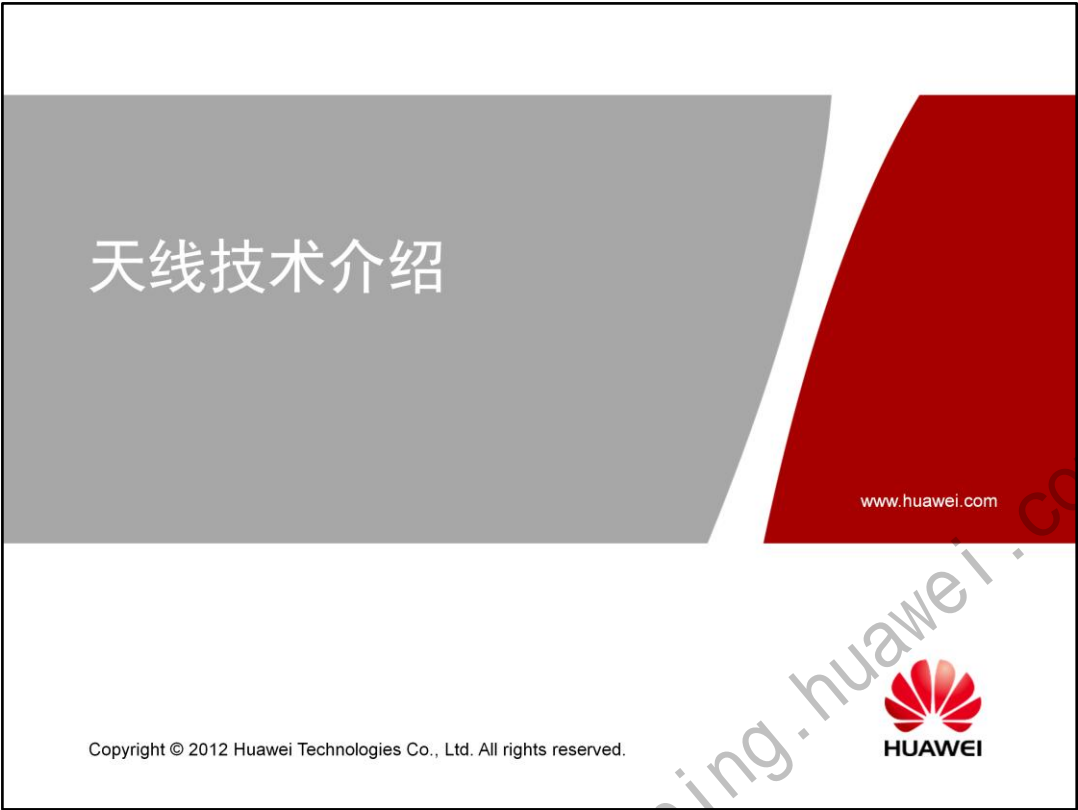 天线技术介绍
www.huawei.com
HUAWEI
Copyright © 2012 Huawei Technologies Co., Ltd. All rights reserved.
ing.huawei.co